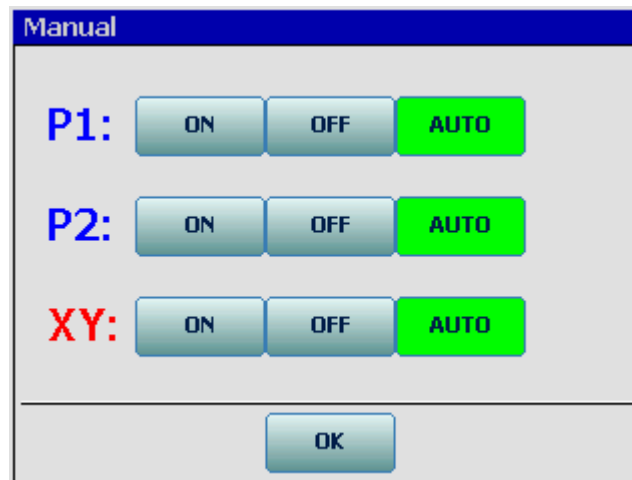 Manual
P1: ON OFF AUTO
P2: ON OFF AUTO
XY: ON OFF AUTO
OK